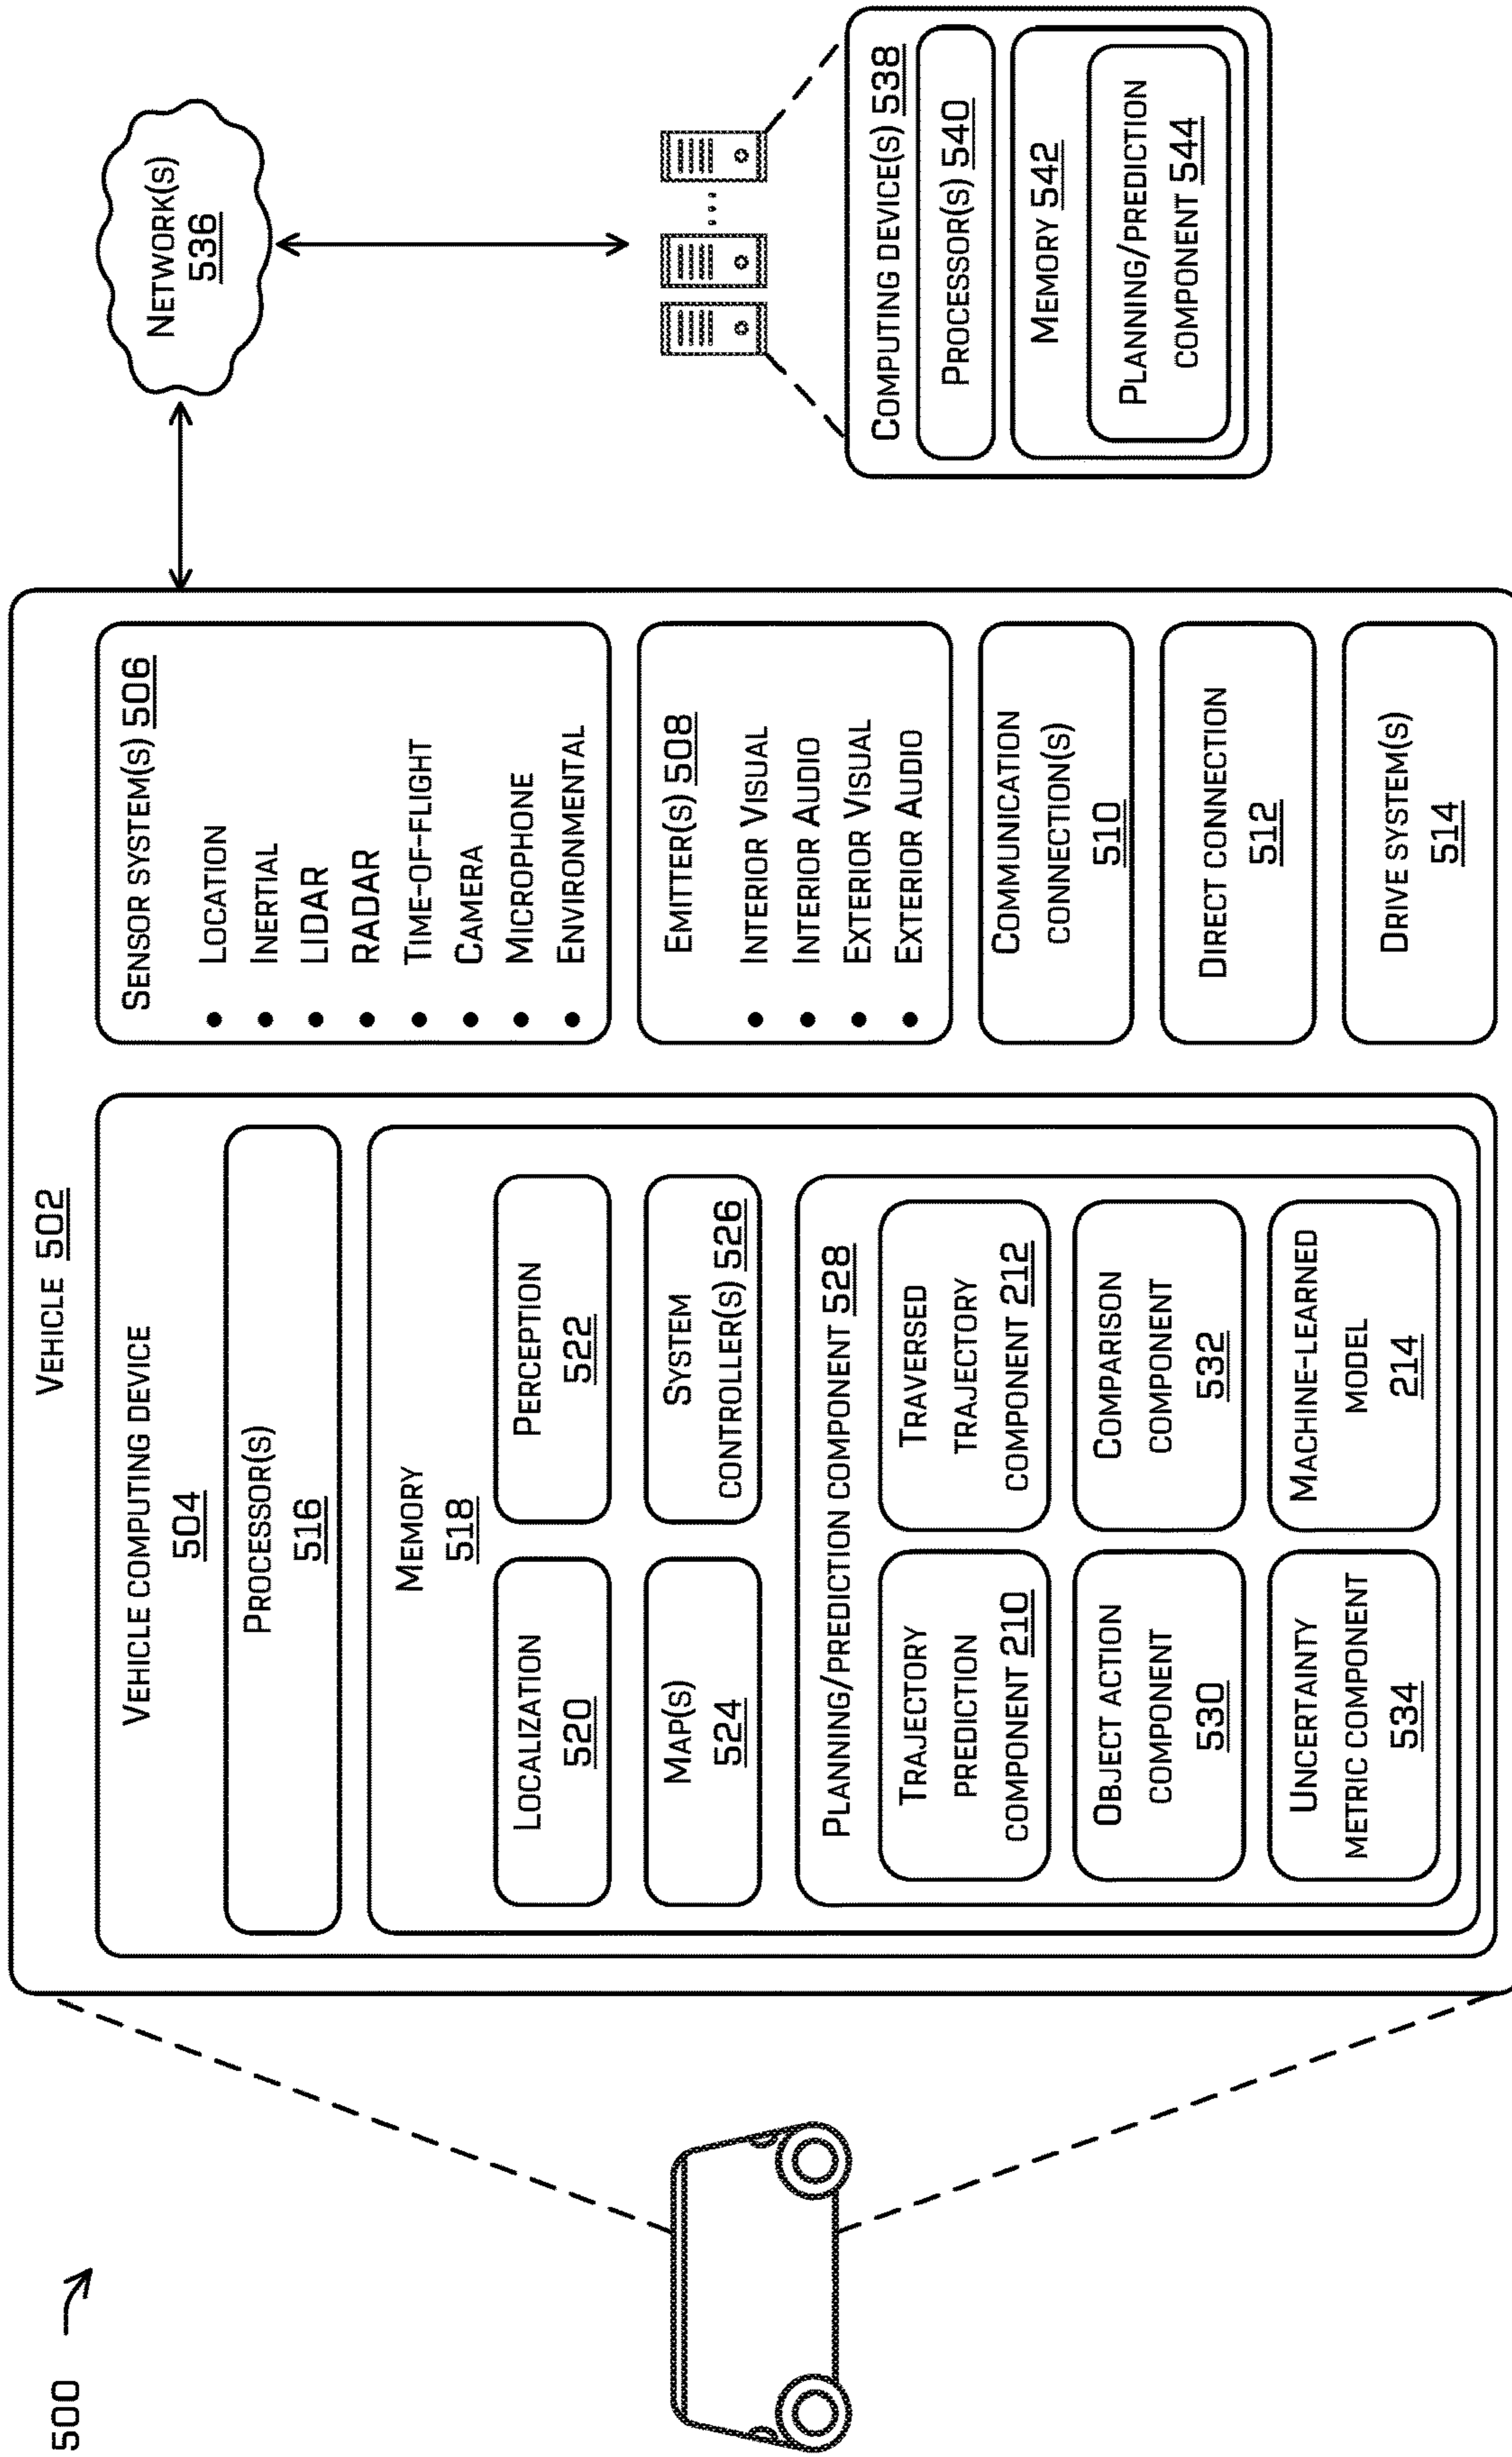 500
VEHICLE 502
VEHICLE COMPUTING DEVICE
504
PROCESSOR(S)
516
MEMORY
518
LOCALIZATION
520
PERCEPTION
522
MAP(S)
524
SYSTEM
CONTROLLER(S) 526
PLANNING/PREDICTION COMPONENT 528
TRAJECTORY
PREDICTION
COMPONENT 210
TRAVERSED
TRAJECTORY
COMPONENT 212
OBJECT ACTION
COMPONENT
530
COMPARISON
COMPONENT
532
UNCERTAINTY
METRIC COMPONENT
534
MACHINE-LEARNED
MODEL
214
SENSOR SYSTEM(S) 506
• LOCATION
• INERTIAL
• LIDAR
• RADAR
• TIME-OF-FLIGHT
• CAMERA
• MICROPHONE
• ENVIRONMENTAL
EMITTER(S) 508
• INTERIOR VISUAL
• INTERIOR AUDIO
• EXTERIOR VISUAL
• EXTERIOR AUDIO
COMMUNICATION
CONNECTION(S)
510
DIRECT CONNECTION
512
DRIVE SYSTEM(S)
514
NETWORK(S)
536
...
COMPUTING DEVICE(S) 538
PROCESSOR(S) 540
MEMORY 542
PLANNING/PREDICTION
COMPONENT 544